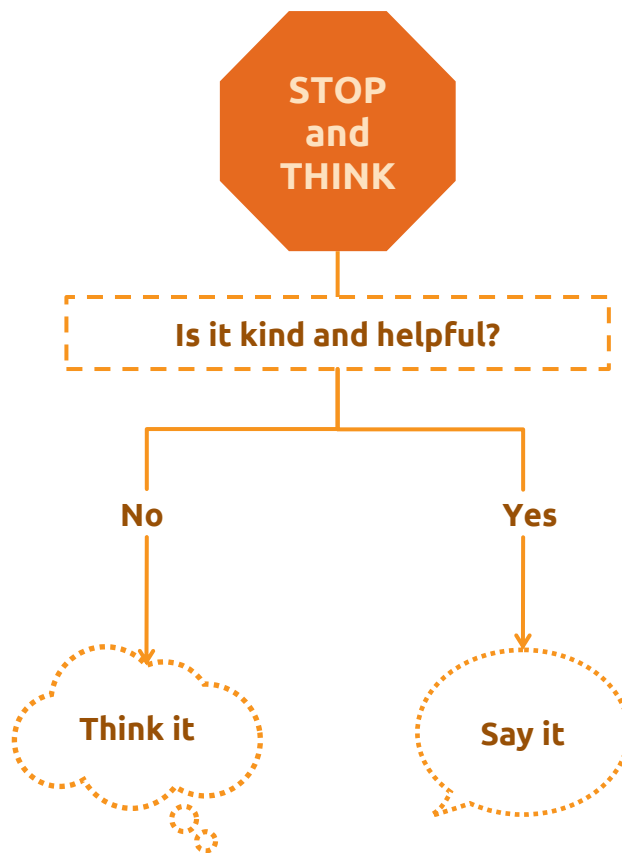 STOP
and
THINK
Is it kind and helpful?
No
Yes
Think it
Say it